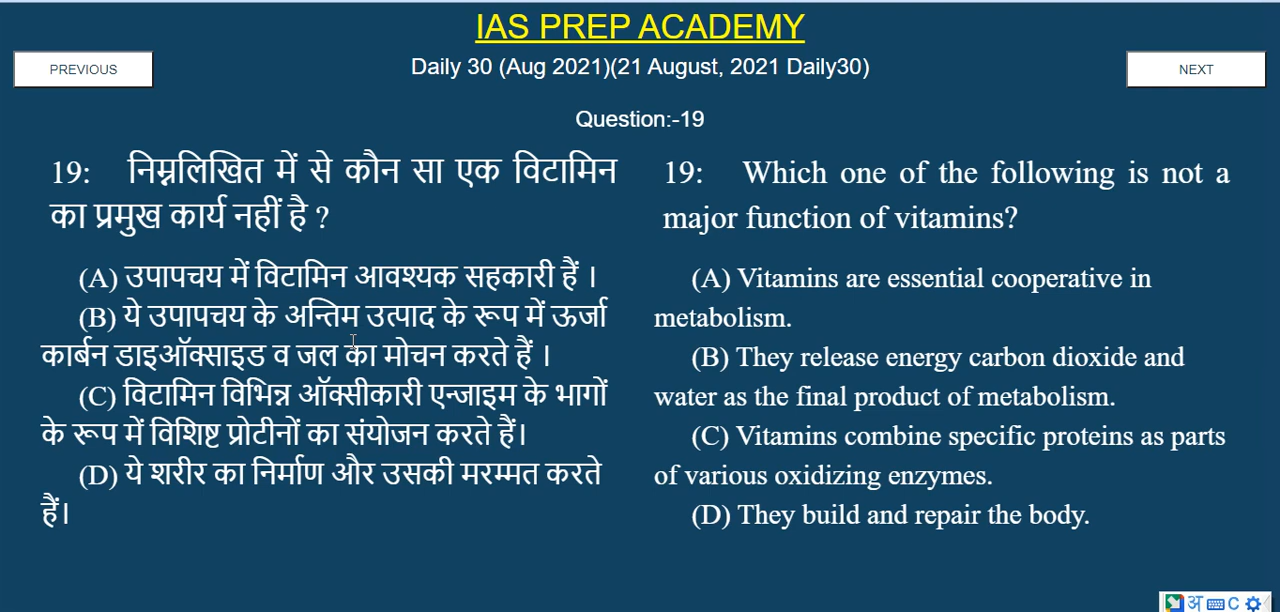 IAS PREP ACADEMY
PREVIOUS
Daily 30 (Aug 2021)(21 August, 2021 Daily30)
NEXT
Question:-19
19: निम्नलिखित में से कौन सा एक विटामिन
का प्रमुख कार्य नहीं है ?
(A) उपापचय में विटामिन आवश्यक सहकारी हैं ।
(B) ये उपापचय के अन्तिम उत्पाद के रूप में ऊर्जा
कार्बन डाइऑक्साइड व जल का मोचन करते हैं ।
(C) विटामिन विभिन्न ऑक्सीकारी एन्जाइम के भागों
के रूप में विशिष्ट प्रोटीनों का संयोजन करते हैं।
(D) ये शरीर का निर्माण और उसकी मरम्मत करते
हैं।
19: Which one of the following is not a
major function of vitamins?
(A) Vitamins are essential cooperative in
metabolism.
(B) They release energy carbon dioxide and
water as the final product of metabolism.
(C) Vitamins combine specific proteins as parts
of various oxidizing enzymes.
(D) They build and repair the body.
अ C